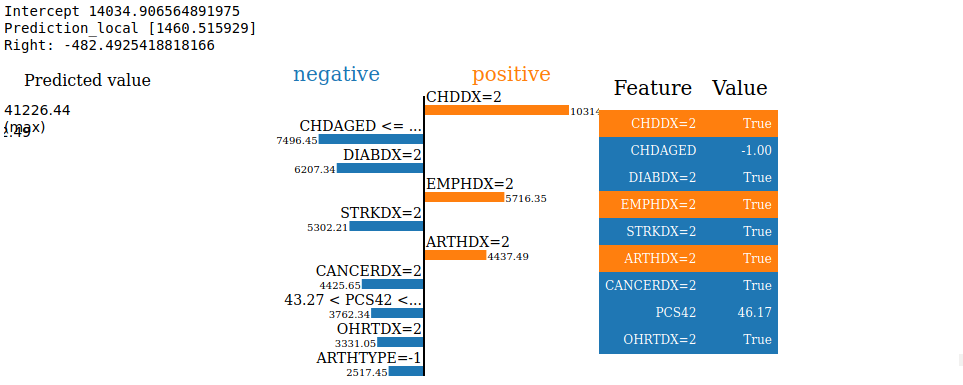 Intercept 14034.906564891975
Prediction_local [1460.515929]
Right: -482.4925418818166
Predicted value
41226.44
(max)
negative positive
CHDDX=2
CHDAGED <= ...
7496.45
DIABDX=2
6207.34
EMPHDX=2
5716.35
STRKDX=2
5302.21
ARTHDX=2
4437.49
CANCERDX=2
4425.65
43.27 < PCS42 <...
3762.34
OHRTDX=2
3331.05
ARTHTYPE=-1
2517.45
Feature Value
CHDDX=2 True
CHDAGED -1.00
DIABDX=2 True
EMPHDX=2 True
STRKDX=2 True
ARTHDX=2 True
CANCERDX=2 True
PCS42 46.17
OHRTDX=2 True